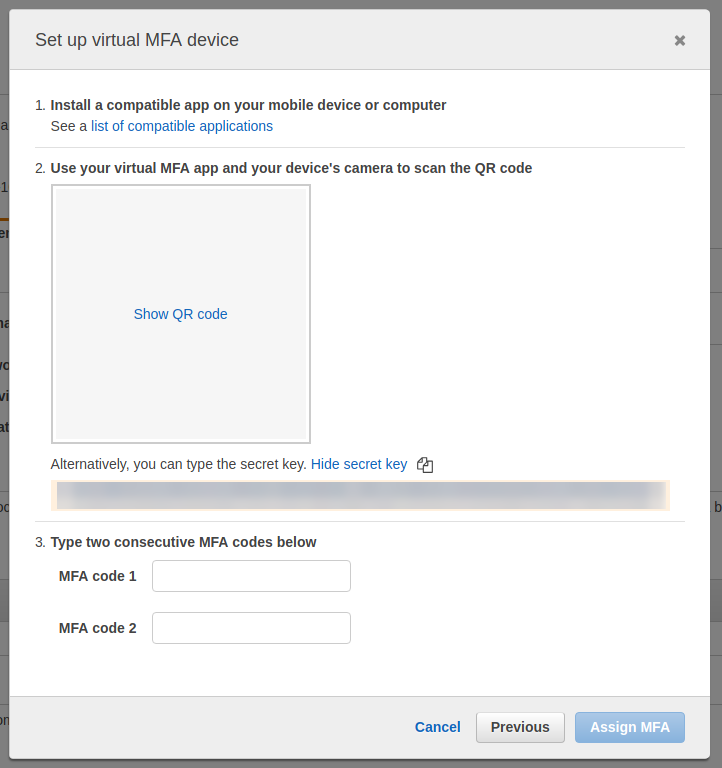 Set up virtual MFA device
1. Install a compatible app on your mobile device or computer
See a list of compatible applications
2. Use your virtual MFA app and your device's camera to scan the QR code
Show QR code
Alternatively, you can type the secret key. Hide secret key
3. Type two consecutive MFA codes below
MFA code 1
MFA code 2
Cancel Previous Assign MFA